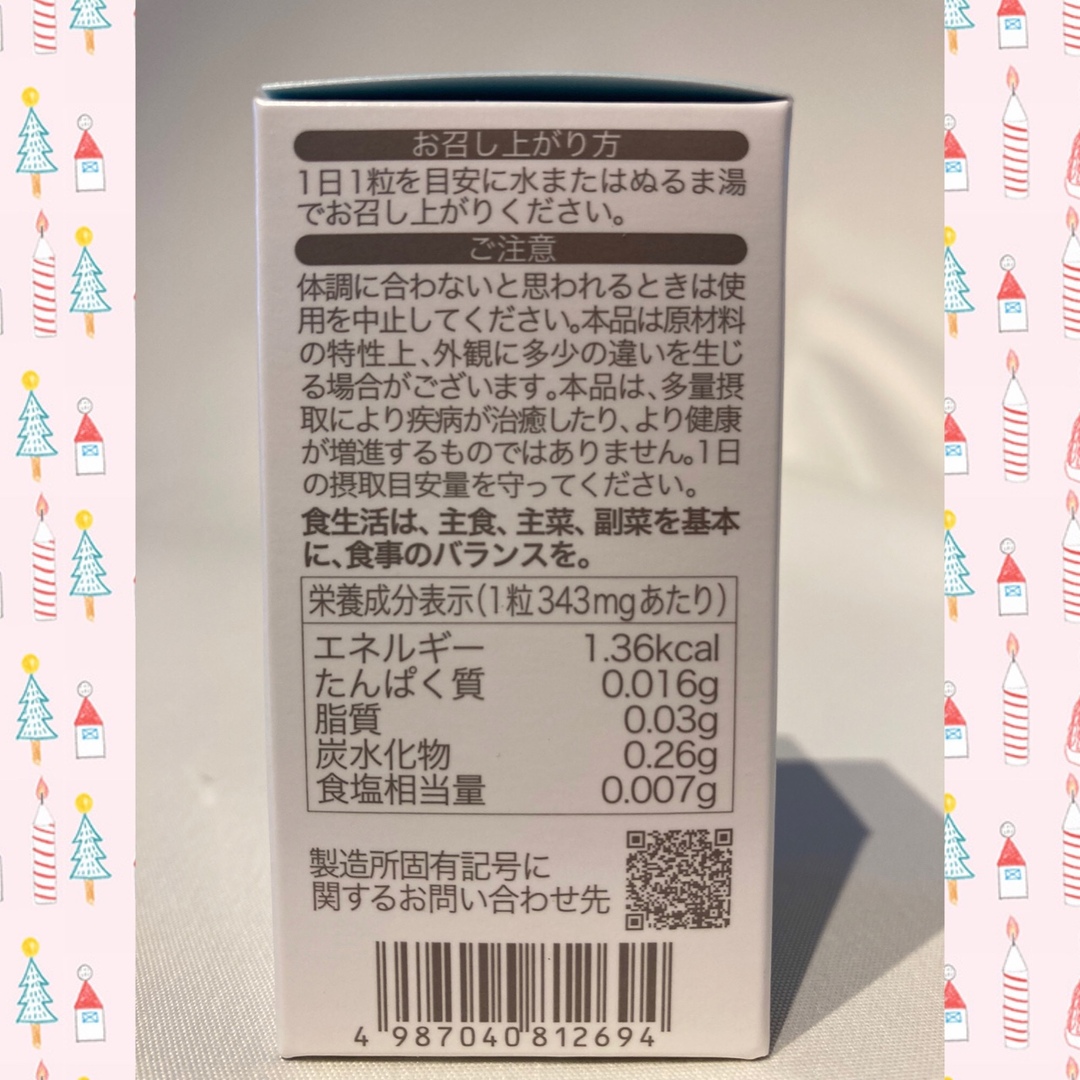 お召し上がり方
1日1粒を目安に水またはぬるま湯
でお召し上がりください。
ご注意
体調に合わないと思われるときは使
用を中止してください。本品は原材料
の特性上、外観に多少の違いを生じ
る場合がございます。本品は、多量摂
取により疾病が治癒したり、より健康
が増進するものではありません。1日
の摂取目安量を守ってください。
食生活は、主食、主菜、副菜を基本
に、食事のバランスを。
栄養成分表示(1粒343mgあたり)
エネルギー 1.36kcal
たんぱく質 0.016g
脂質 0.03g
炭水化物 0.26g
食塩相当量 0.007g
製造所固有記号に
関するお問い合わせ先
4 987040 812694